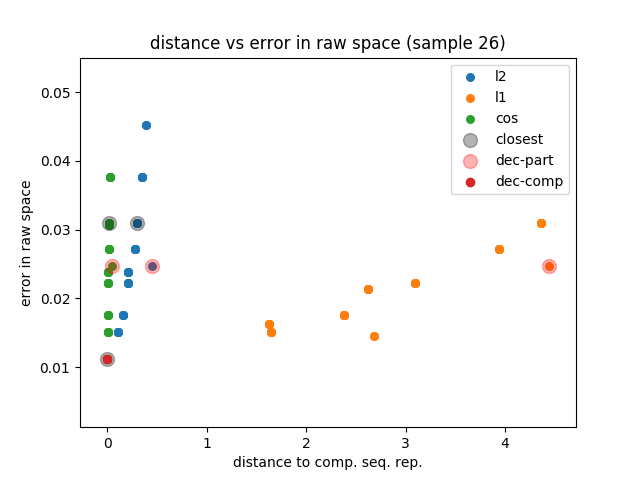 distance vs error in raw space (sample 26)
l2
l1
cos
closest
dec-part
dec-comp
error in raw space
0.05
0.04
0.03
0.02
0.01
0 1 2 3 4
distance to comp. seq. rep.